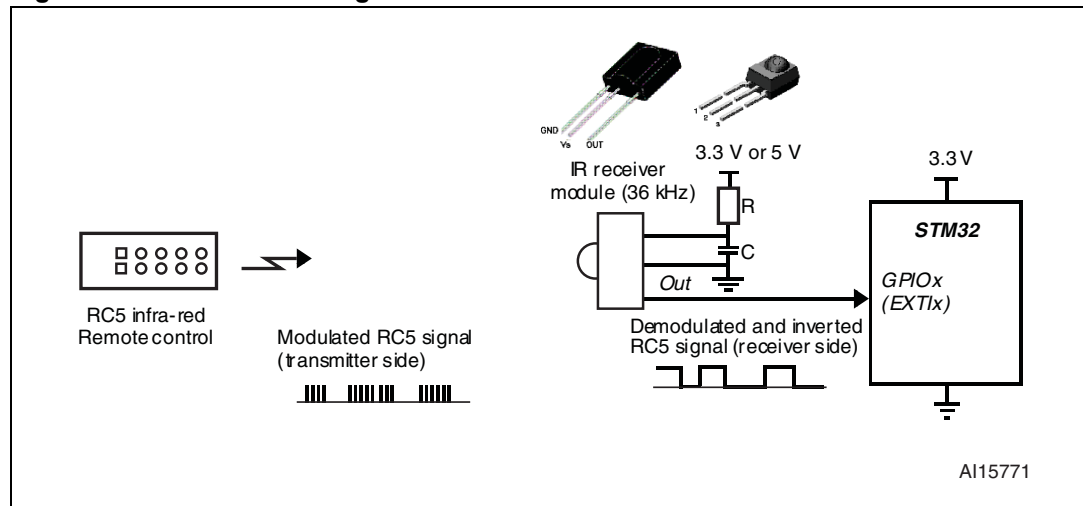 GND
Vs
OUT
1
2
3
IR receiver
module (36 kHz)
3.3 V or 5 V
R
C
Out
3.3 V
STM32
GPIOx
(EXTIx)
RC5 infra-red
Remote control
Modulated RC5 signal
(transmitter side)
Demodulated and inverted
RC5 signal (receiver side)
AI15771